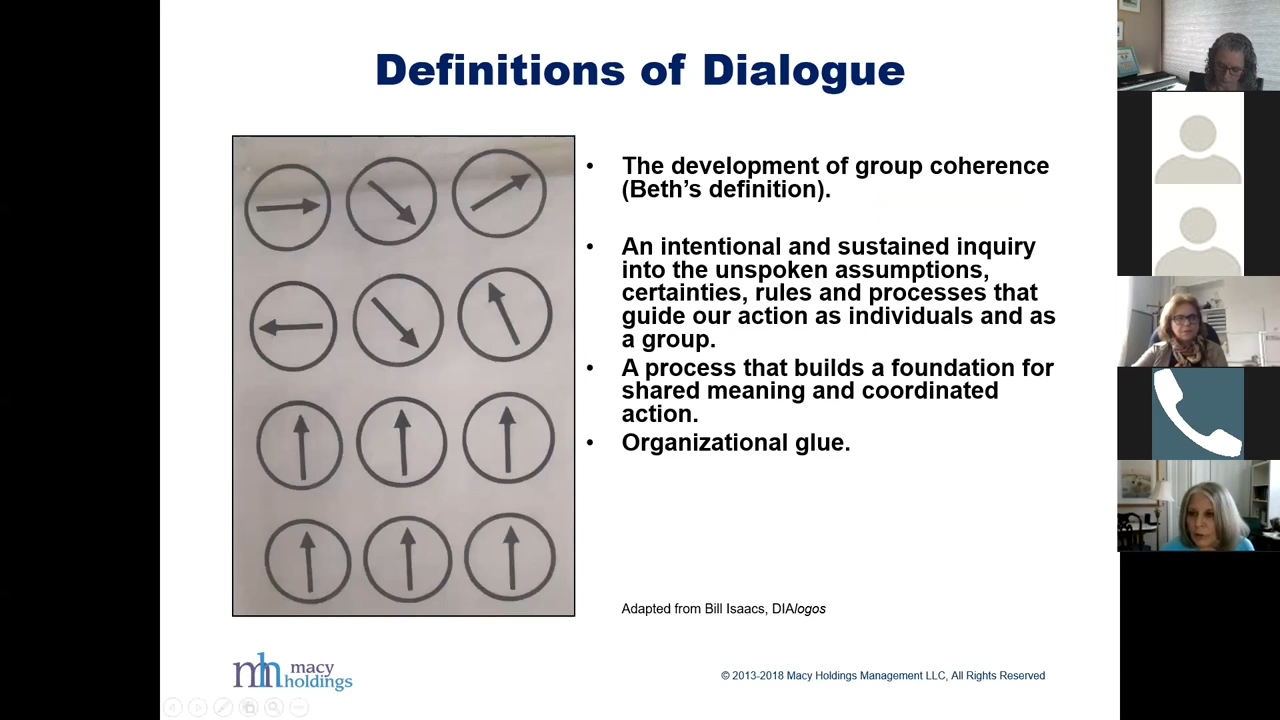 Definitions of Dialogue
• The development of group coherence
(Beth’s definition).
• An intentional and sustained inquiry
into the unspoken assumptions,
certainties, rules and processes that
guide our action as individuals and as
a group.
• A process that builds a foundation for
shared meaning and coordinated
action.
• Organizational glue.
Adapted from Bill Isaacs, DIAlogos
mh macy
holdings
© 2013-2018 Macy Holdings Management LLC, All Rights Reserved